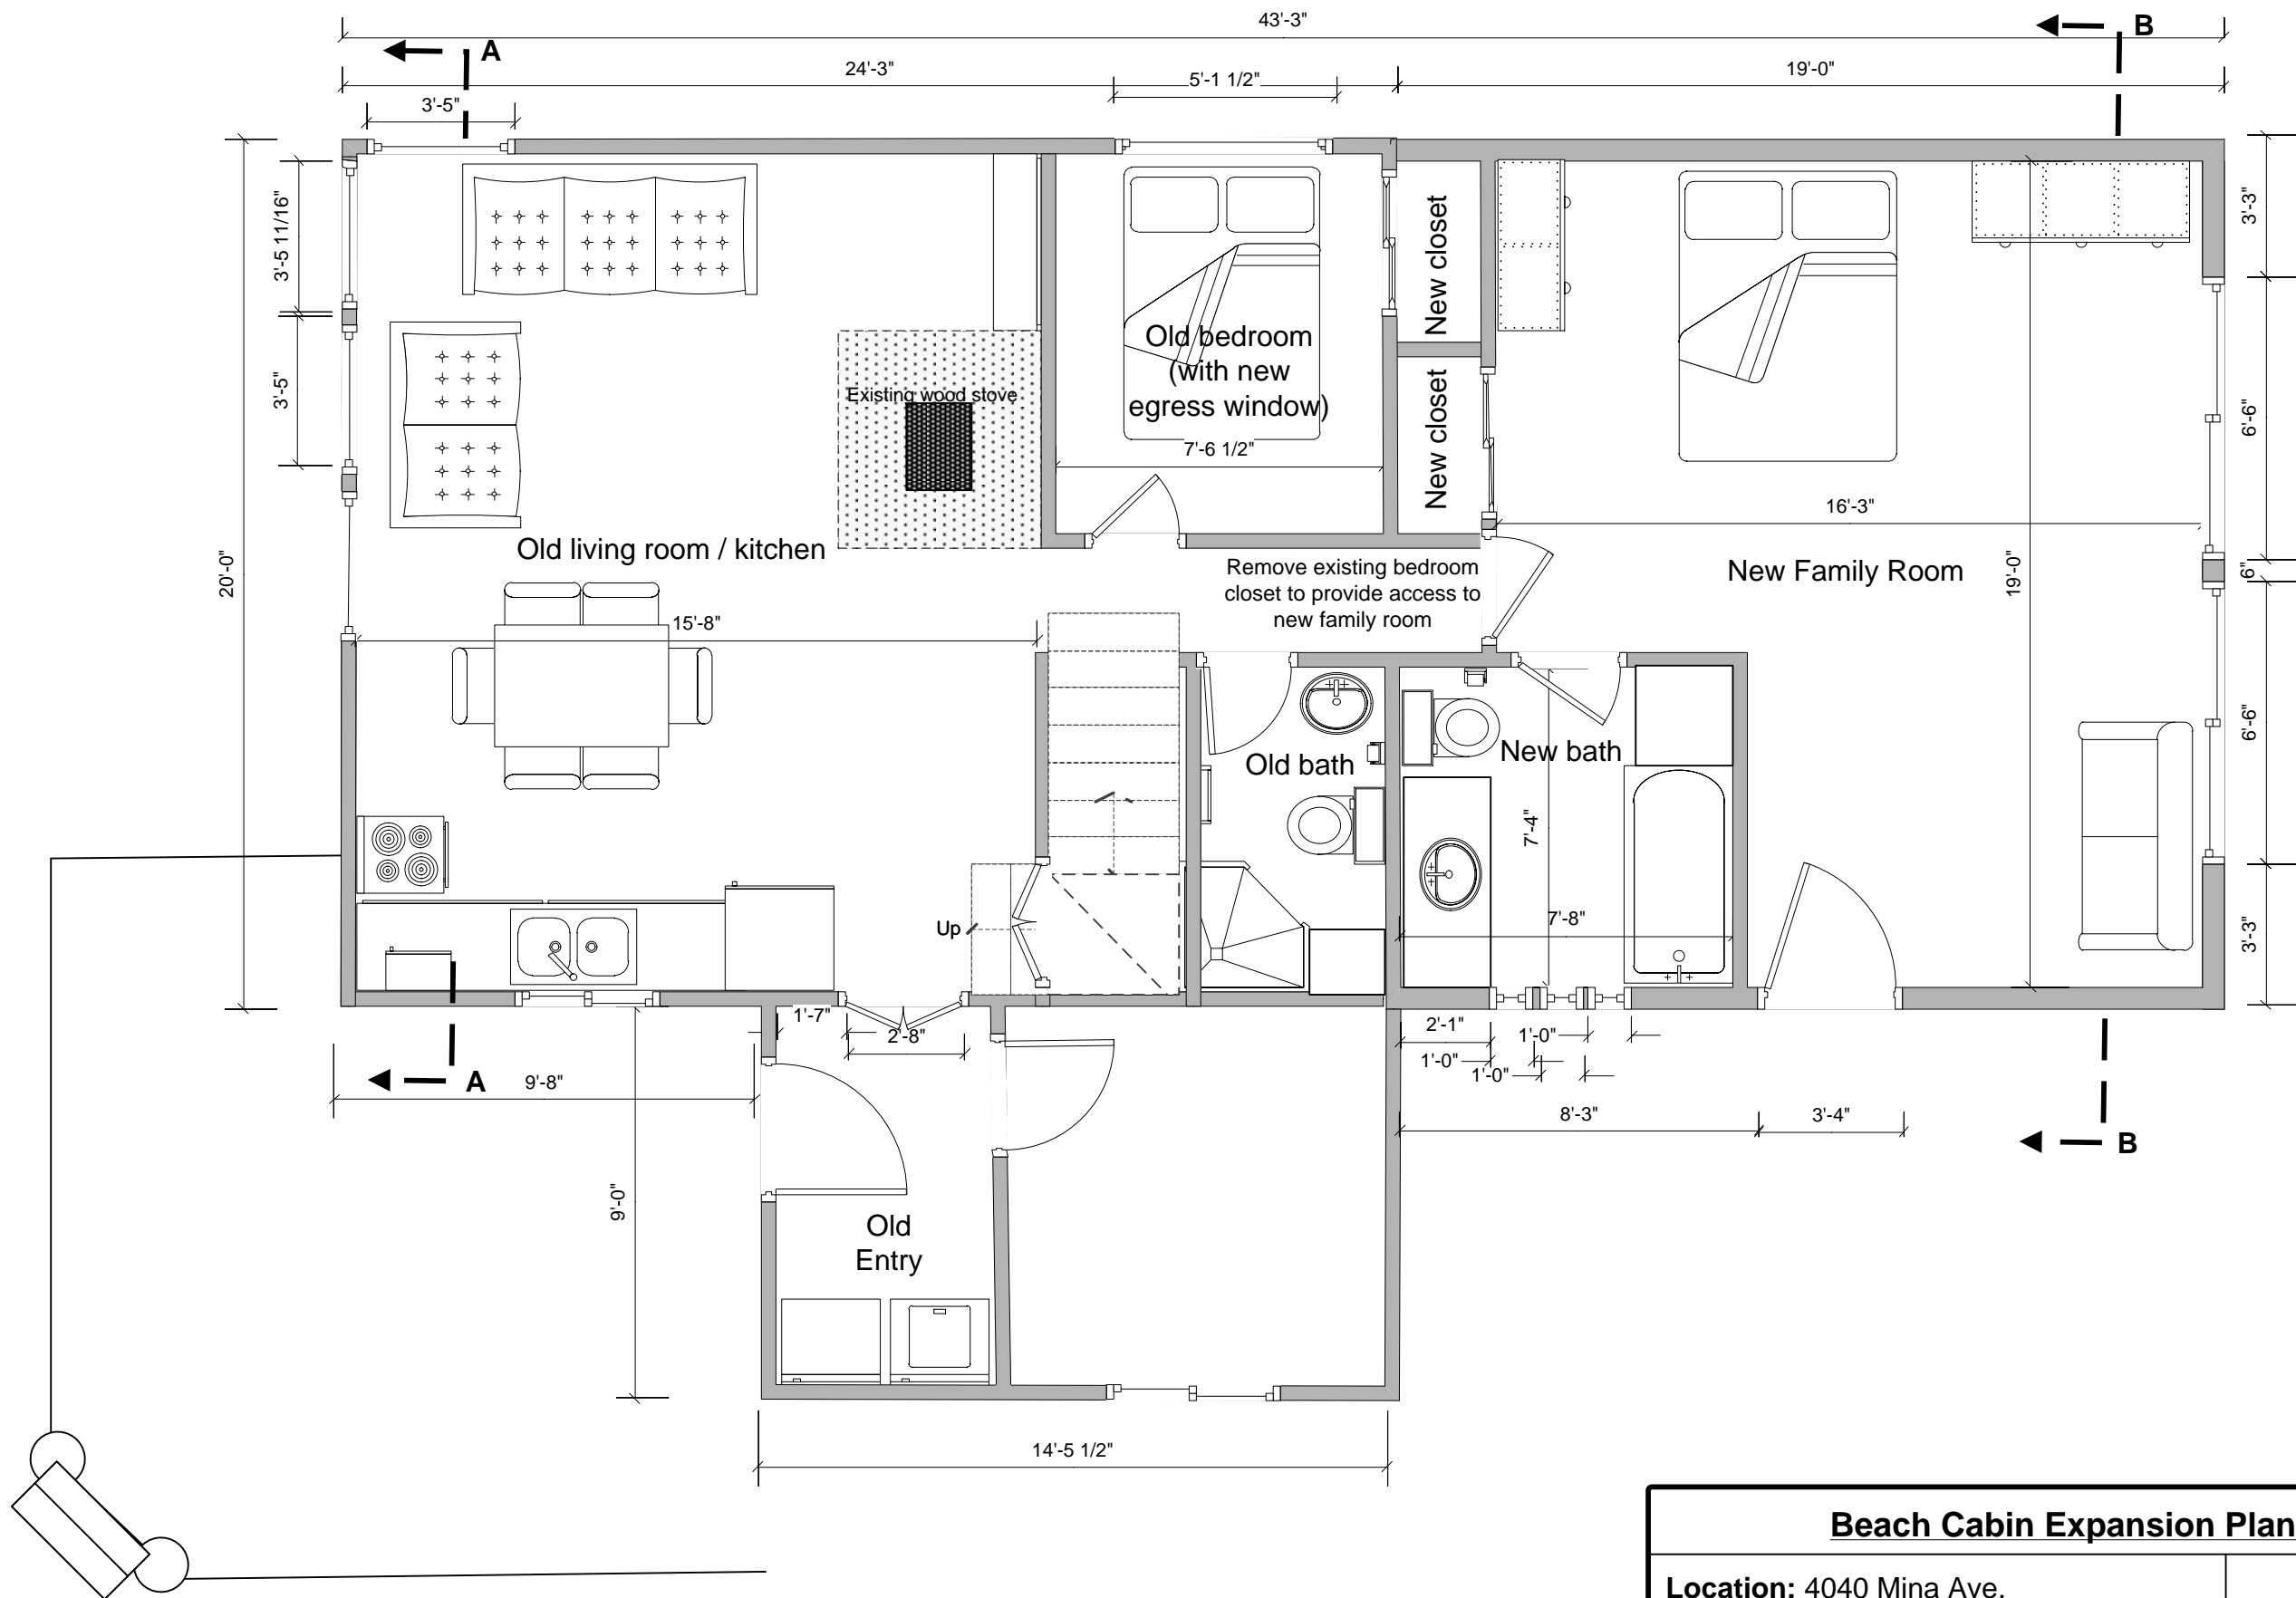 43'-3"
B
A
24'-3"
5'-1 1/2"
19'-0"
3'-5"
3'-5 11/16"
3'-3"
New closet
Old bedroom
(with new
egress window)
3'-5"
Existing wood stove
New closet
6'-6"
7'-6 1/2"
16'-3"
Old living room / kitchen
20'-0"
Remove existing bedroom
closet to provide access to
new family room
New Family Room
19'-0"
6"
15'-8"
6'-6"
Old bath
New bath
7'-4"
Up
7'-8"
3'-3"
1'-7"
2'-8"
2'-1"
1'-0"
1'-0"
1'-0"
A
9'-8"
8'-3"
3'-4"
B
9'-0"
Old
Entry
14'-5 1/2"
Beach Cabin Expansion Plan
Location: 4040 Mina Ave.